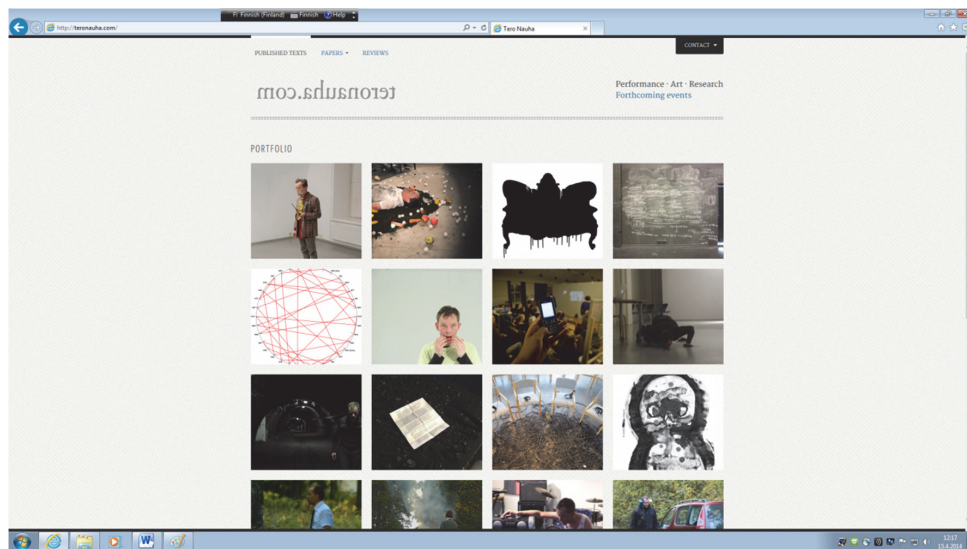 FI Finnish (Finland) Finnish Help
http://teronauha.com/
Tero Nauha
PUBLISHED TEXTS PAPERS REVIEWS CONTACT
teronauha.com
Performance · Art · Research
Forthcoming events
PORTFOLIO
12:17
15.4.2014